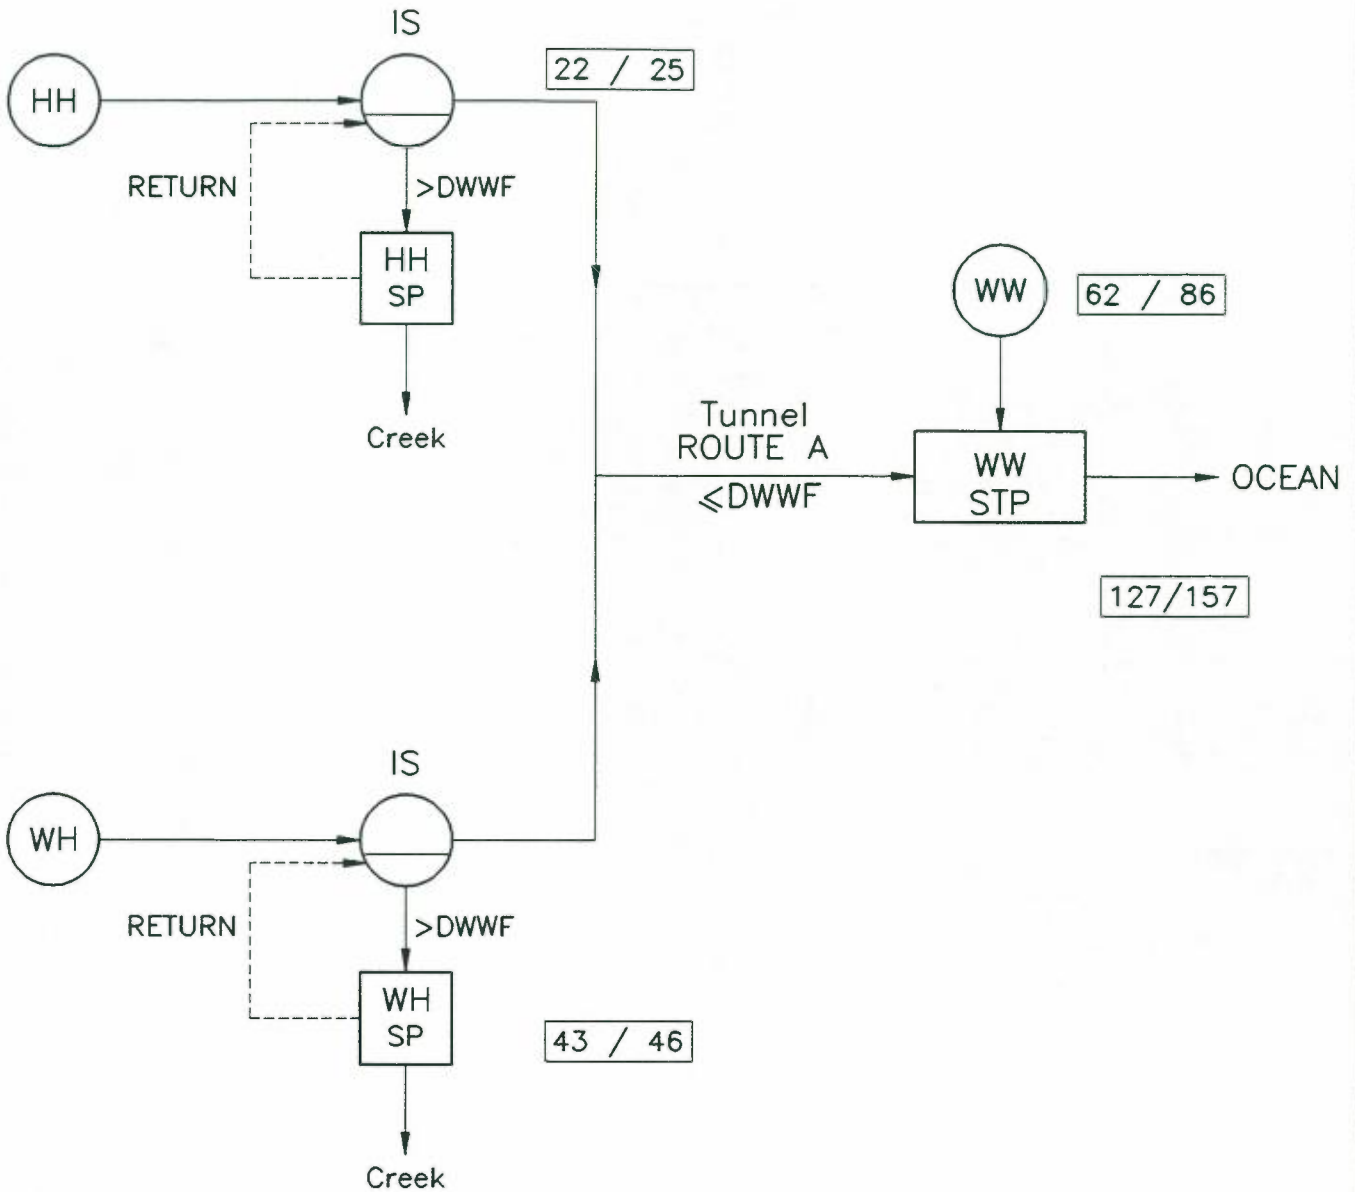 IS
22 / 25
HH
RETURN
>DWWF
HH
SP
Creek
WW
62 / 86
Tunnel
ROUTE A
≤DWWF
WW
STP
OCEAN
127/157
IS
WH
RETURN
>DWWF
WH
SP
43 / 46
Creek